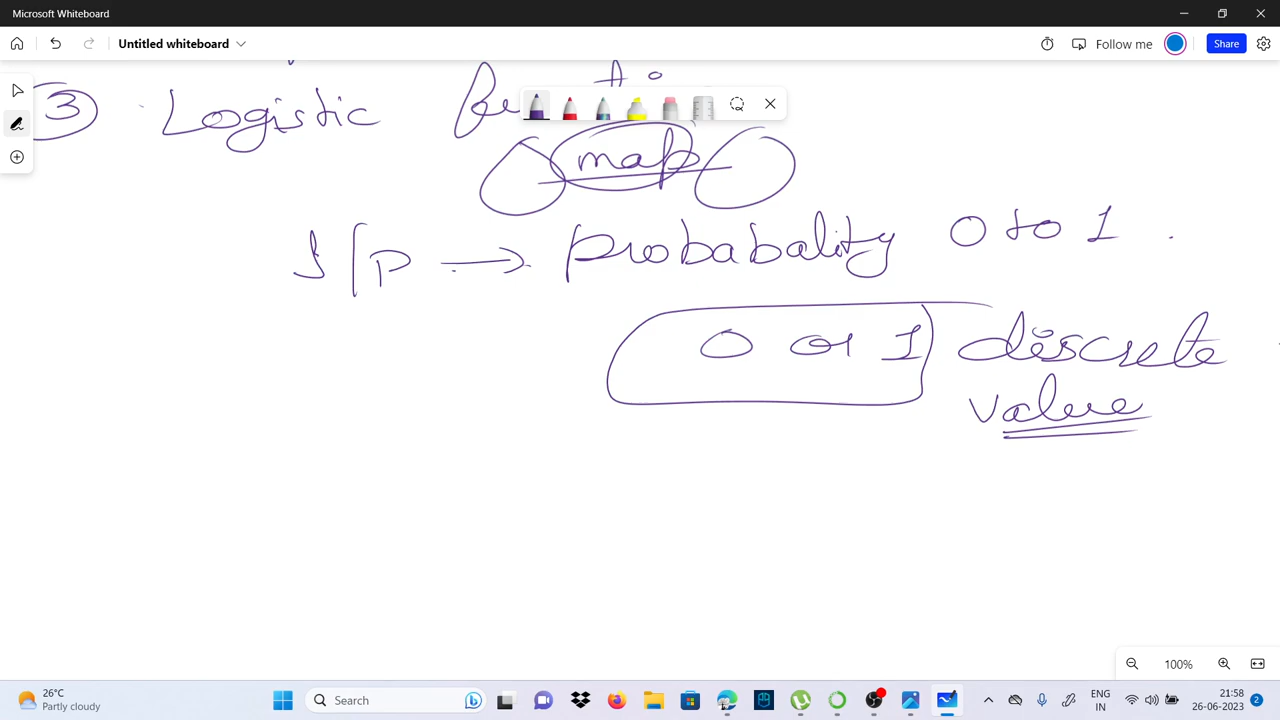 Microsoft Whiteboard
Untitled whiteboard
Follow me
Share
3 Logistic
map
I/p → probabality 0 to 1 .
0 or 1 discrete
value
100%
26°C
Partly cloudy
Search
ENG
IN
21:58
26-06-2023
2